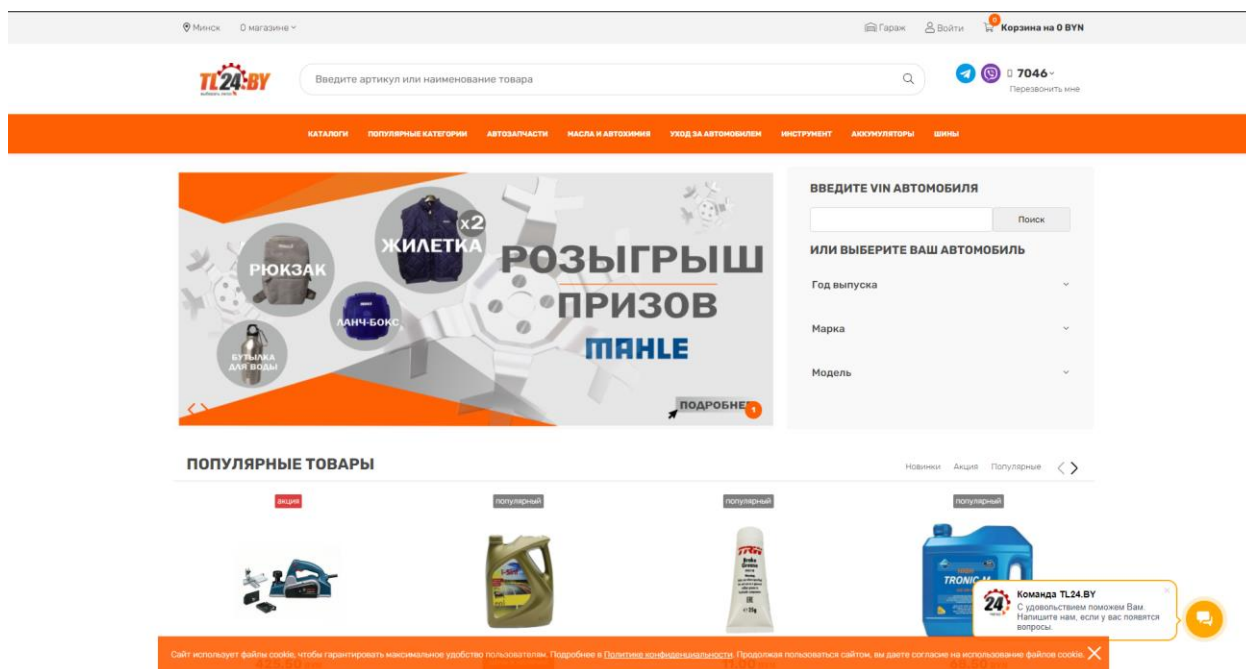 Минск О магазине
Гараж Войти 0 Корзина на 0 BYN
TL24.BY
Введите артикул или наименование товара
7046
Перезвонить мне
КАТАЛОГИ ПОПУЛЯРНЫЕ КАТЕГОРИИ АВТОЗАПЧАСТИ МАСЛА И АВТОХИМИЯ УХОД ЗА АВТОМОБИЛЕМ ИНСТРУМЕНТ АККУМУЛЯТОРЫ ШИНЫ
РЮКЗАК
x2
ЖИЛЕТКА
ЛАНЧ-БОКС
БУТЫЛКА
ДЛЯ ВОДЫ
РОЗЫГРЫШ
ПРИЗОВ
MAHLE
ПОДРОБНЕЕ
1
ВВЕДИТЕ VIN АВТОМОБИЛЯ
Поиск
ИЛИ ВЫБЕРИТЕ ВАШ АВТОМОБИЛЬ
Год выпуска
Марка
Модель
ПОПУЛЯРНЫЕ ТОВАРЫ
Новинки Акция Популярные
акция
популярный
популярный
популярный
TRW
Brake
Grease
TRONIC
Команда TL24.BY
С удовольствием поможем Вам.
Напишите нам, если у вас появятся
вопросы.
Сайт использует файлы cookie, чтобы гарантировать максимальное удобство пользователям. Подробнее в Политике конфиденциальности. Продолжая пользоваться сайтом, вы даете согласие на использование файлов cookie.